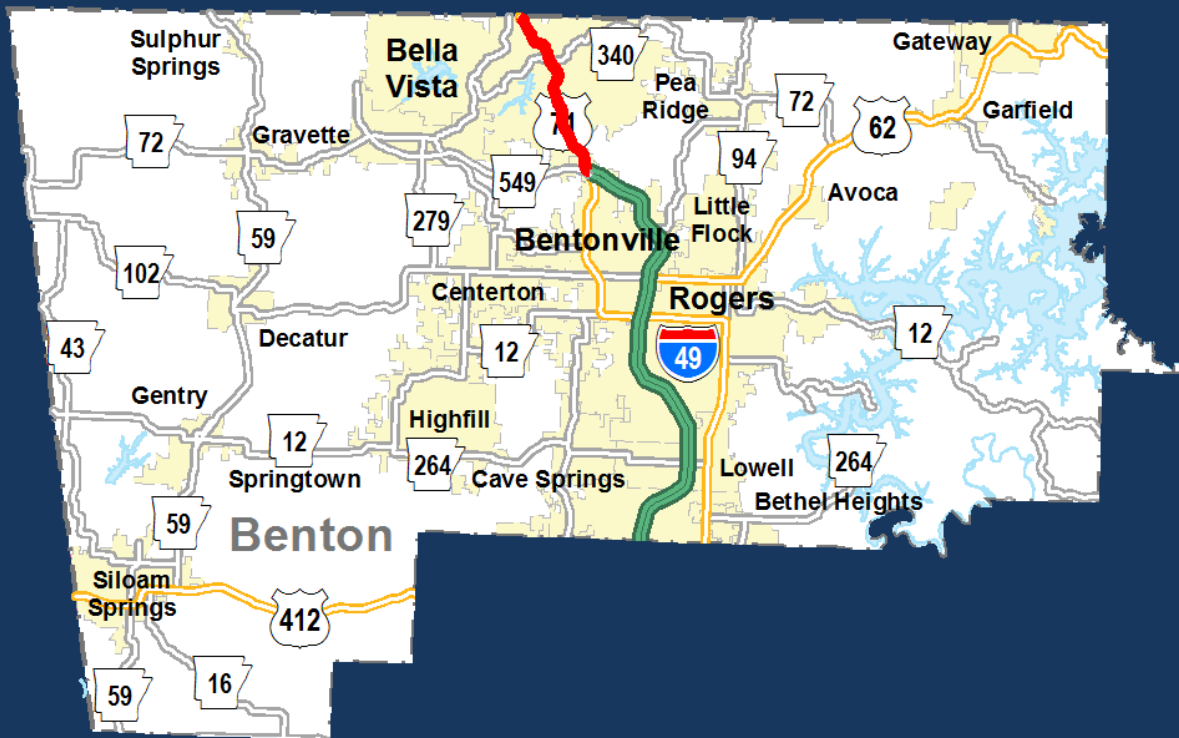 Sulphur
Springs
Bella
Vista
340
Gateway
Pea
Ridge
72
Garfield
62
71
72
Gravette
94
549
Avoca
279
Little
Flock
59
Bentonville
102
Centerton
Rogers
12
43
Decatur
12
49
Gentry
Highfill
12
264
Springtown
Cave Springs
Lowell
264
Bethel Heights
59
Benton
Siloam
Springs
412
16
59